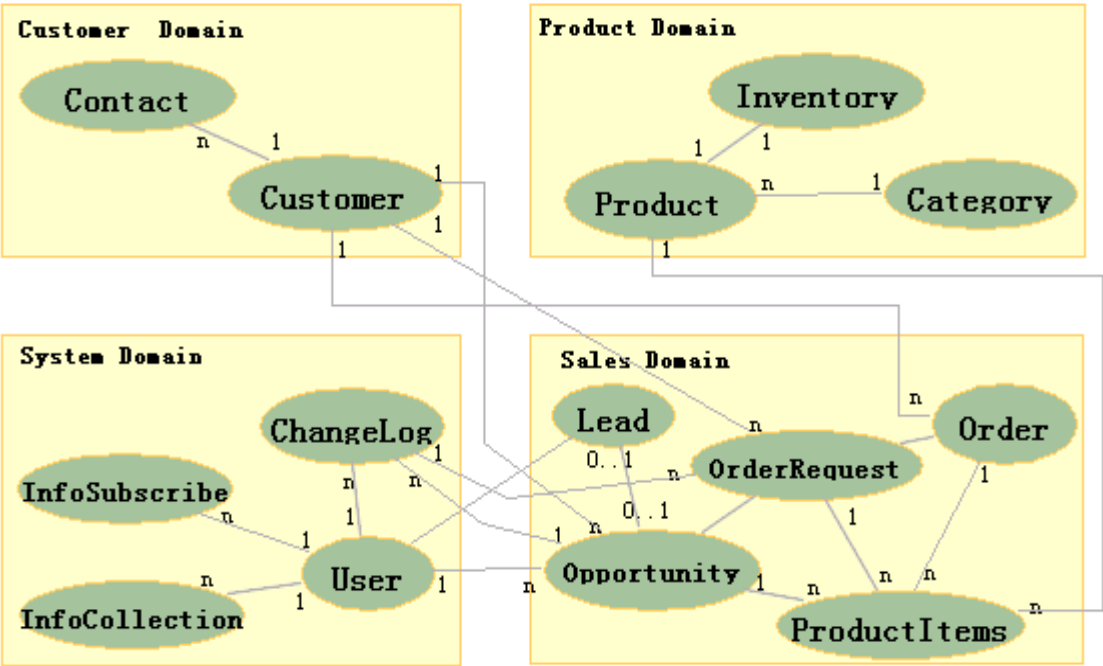 Customer Domain
Contact
n
1
Customer
1
1
1
Product Domain
Inventory
1
1
Product
n
1
Category
1
System Domain
ChangeLog
1
n
n
InfoSubscribe
n
1
1
User
1
n
1
InfoCollection
Sales Domain
Lead
0..1
0..1
n
Order
n
OrderRequest
n
1
1
n
1
Opportunity
n
1
n
n
n
ProductItems
n